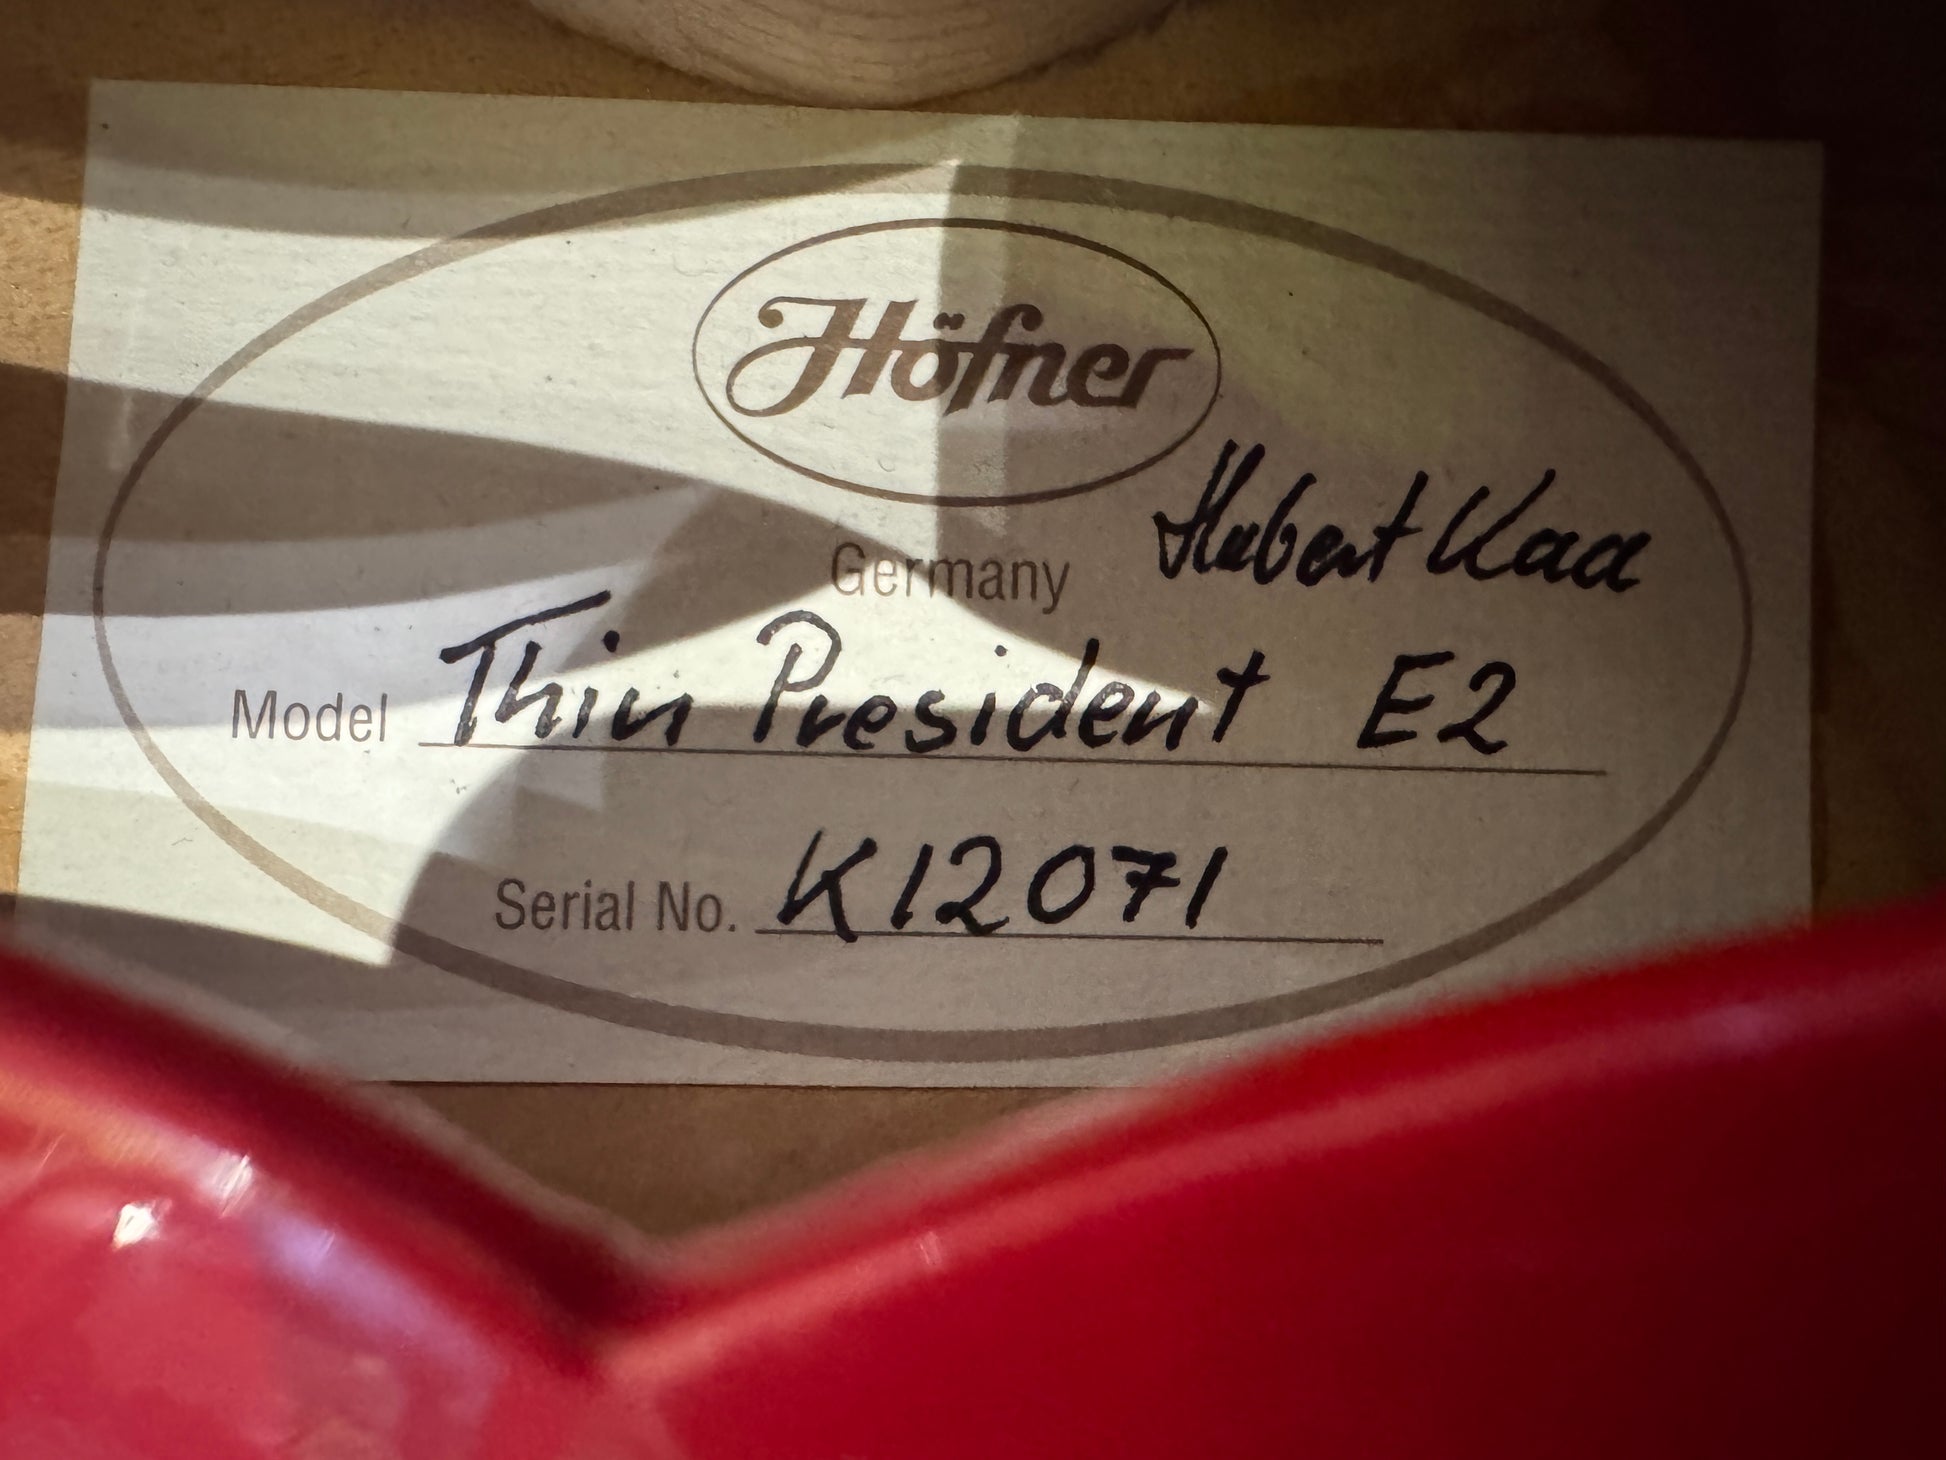 Höfner
Hubert Kaa
Germany
Model Thin President E2
Serial No. K12071